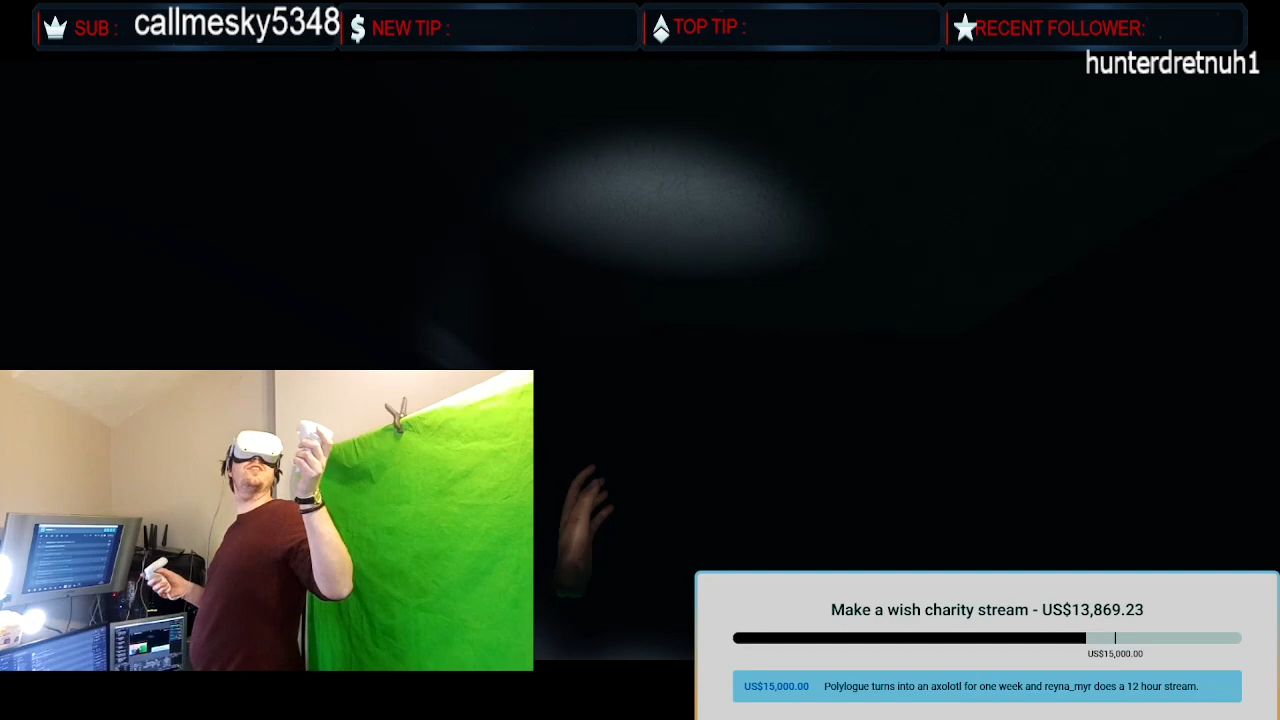 SUB : callmesky5348
NEW TIP :
TOP TIP :
RECENT FOLLOWER:
hunterdretnuh1
Make a wish charity stream - US$13,869.23
US$15,000.00
US$15,000.00 Polylogue turns into an axolotl for one week and reyna_myr does a 12 hour stream.